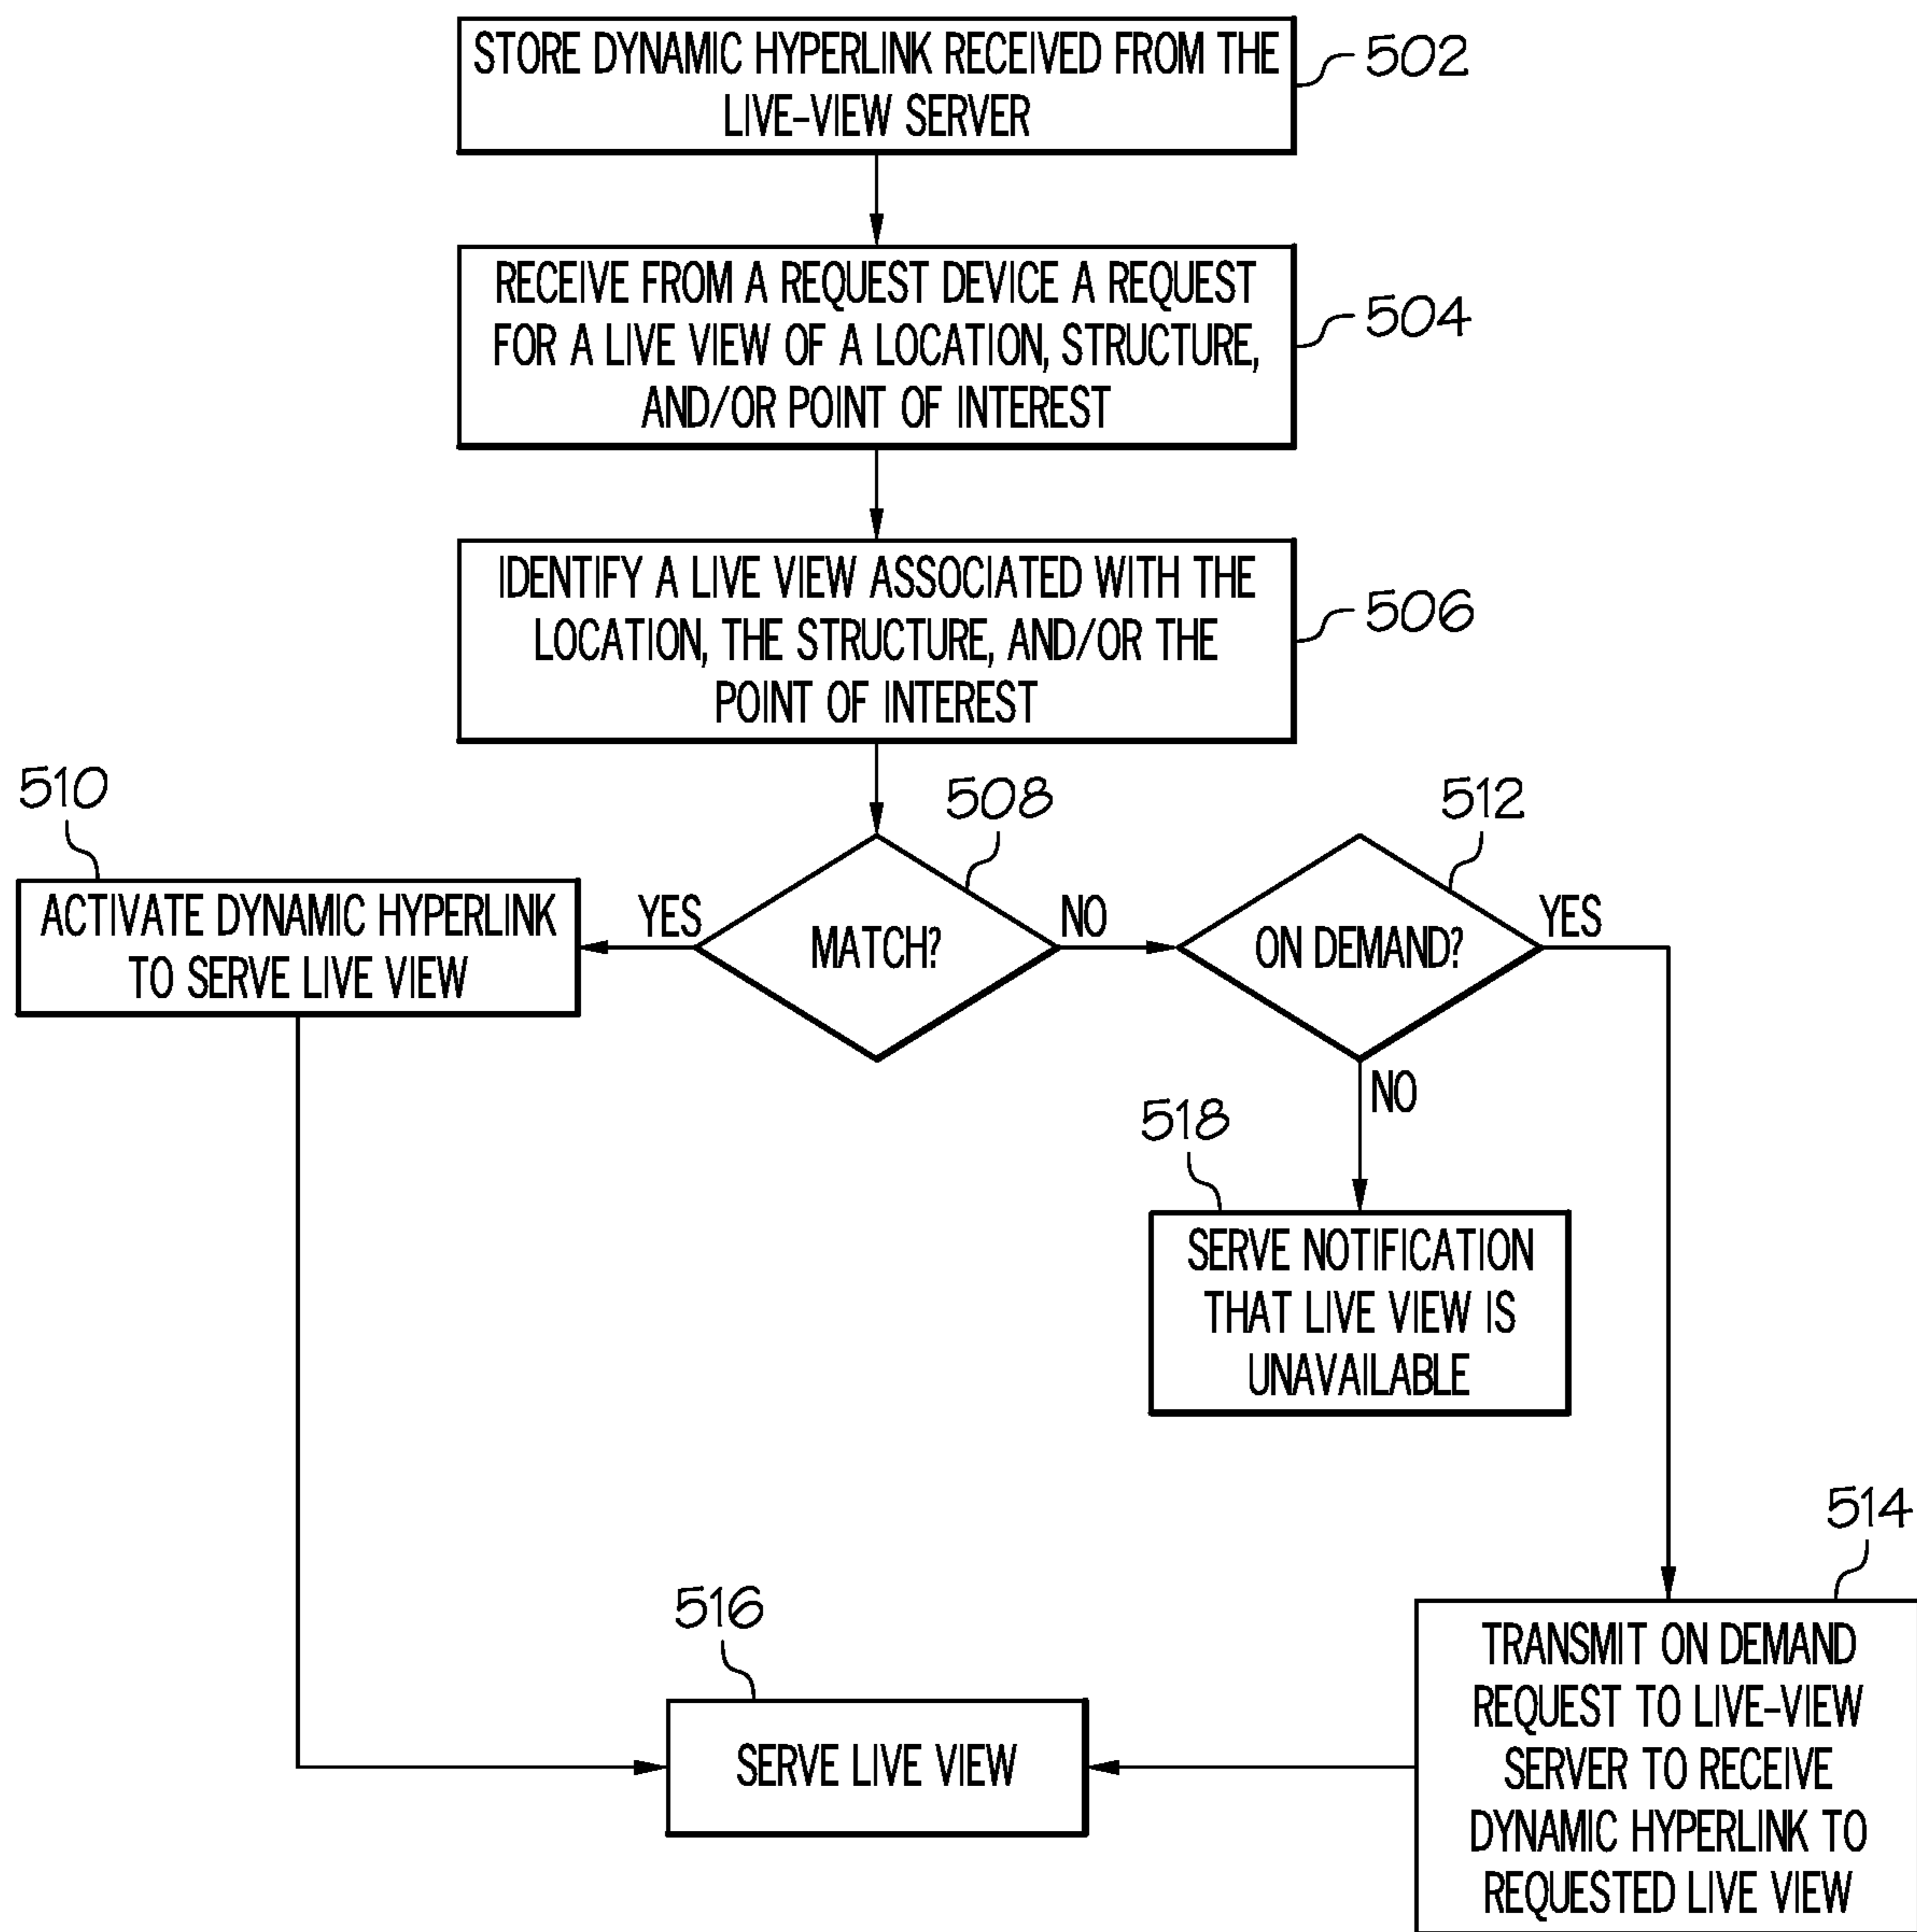 STORE DYNAMIC HYPERLINK RECEIVED FROM THE
LIVE-VIEW SERVER
502
RECEIVE FROM A REQUEST DEVICE A REQUEST
FOR A LIVE VIEW OF A LOCATION, STRUCTURE,
AND/OR POINT OF INTEREST
504
IDENTIFY A LIVE VIEW ASSOCIATED WITH THE
LOCATION, THE STRUCTURE, AND/OR THE
POINT OF INTEREST
506
510
508
512
ACTIVATE DYNAMIC HYPERLINK
TO SERVE LIVE VIEW
YES
MATCH?
NO
ON DEMAND?
YES
NO
518
SERVE NOTIFICATION
THAT LIVE VIEW IS
UNAVAILABLE
514
516
SERVE LIVE VIEW
TRANSMIT ON DEMAND
REQUEST TO LIVE-VIEW
SERVER TO RECEIVE
DYNAMIC HYPERLINK TO
REQUESTED LIVE VIEW